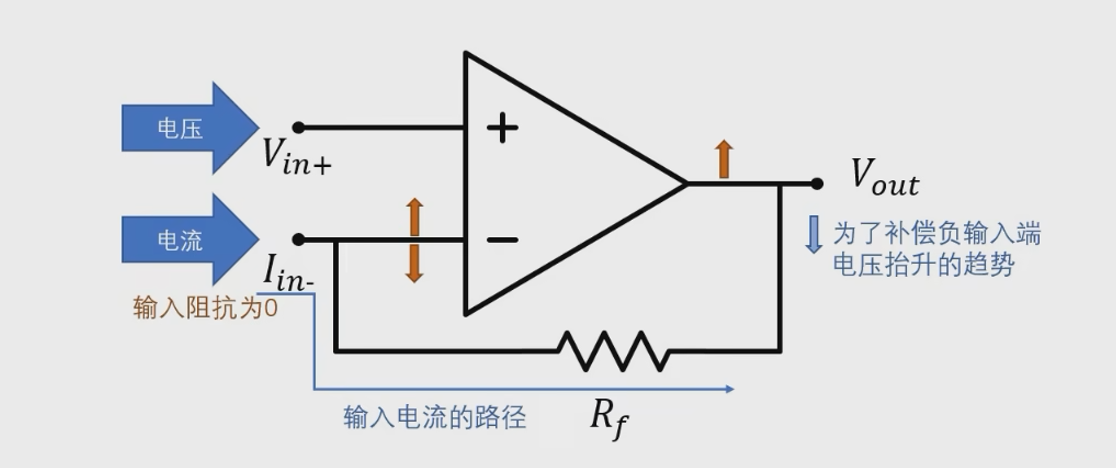 电压
V_{in+}
+
V_{out}
电流
−
I_{in-}
为了补偿负输入端
电压抬升的趋势
输入阻抗为0
输入电流的路径
R_f